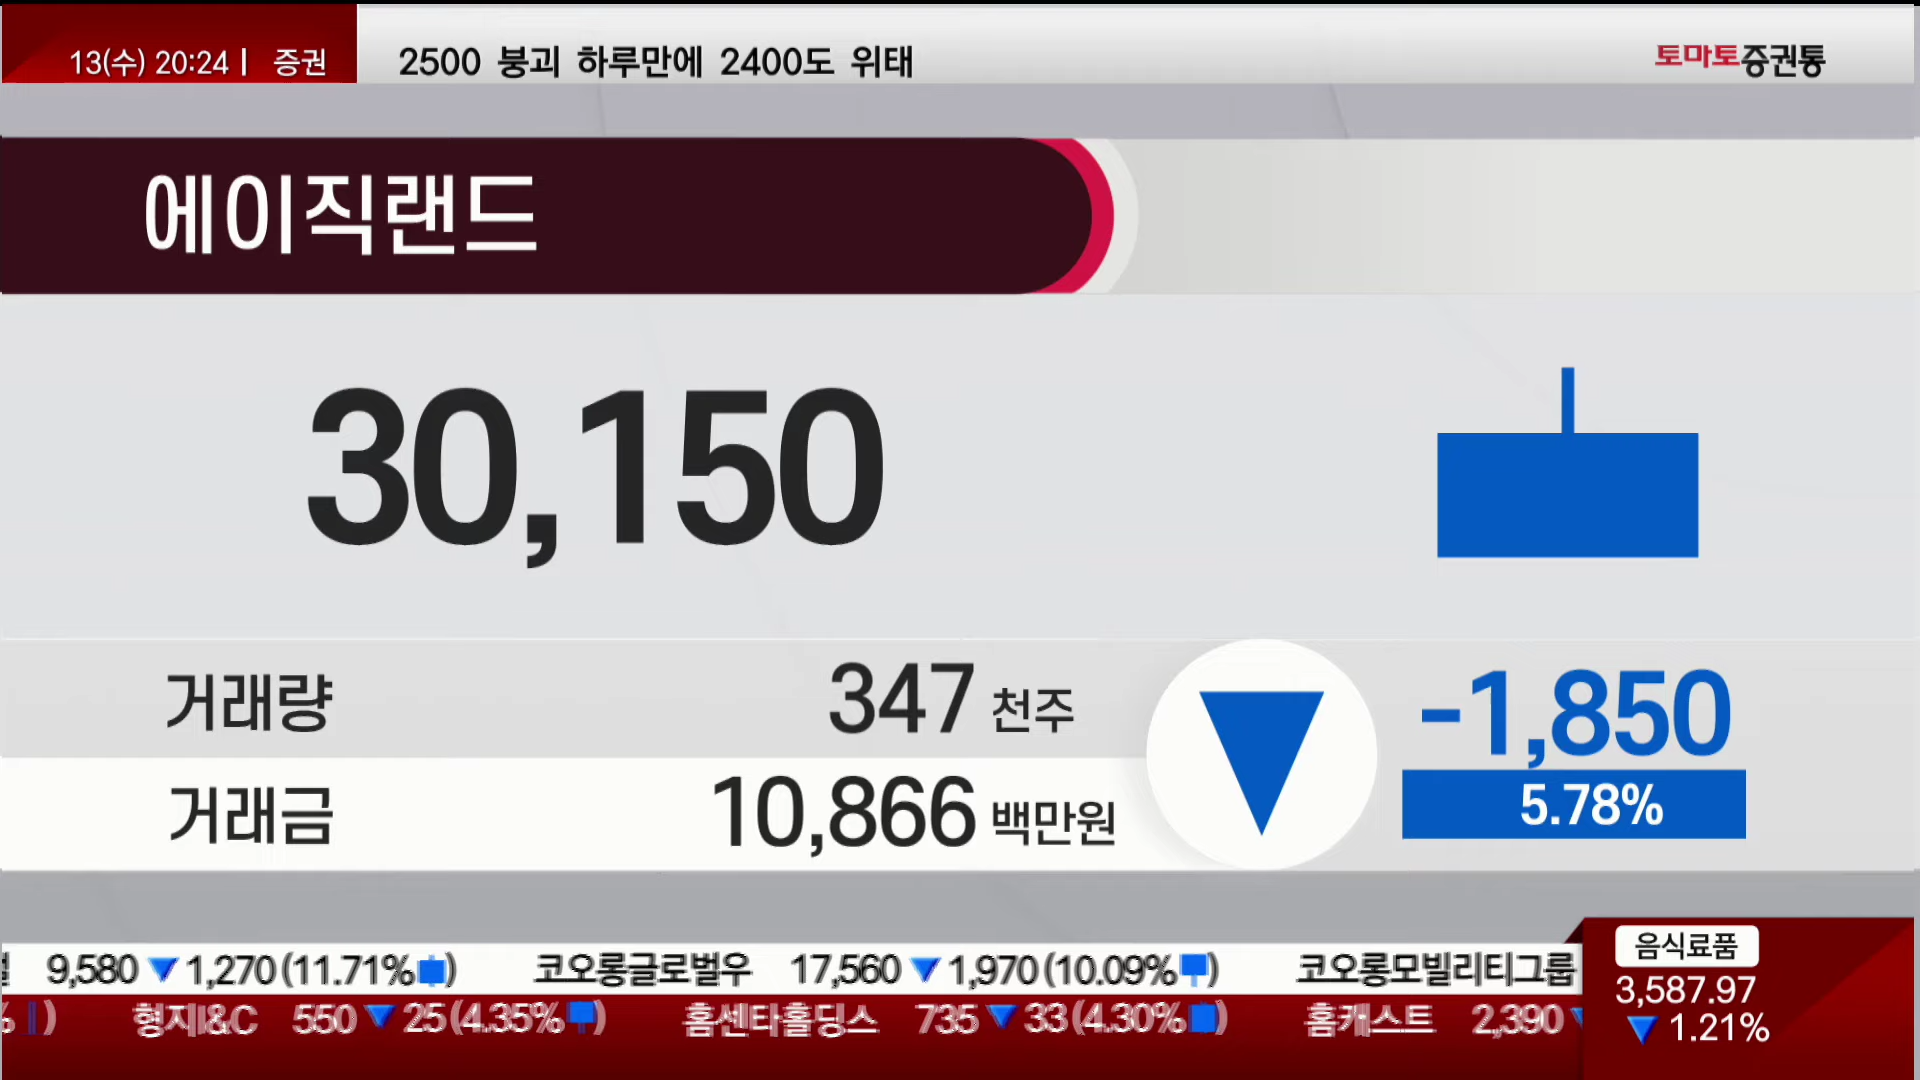 13(수) 20:24 | 증권
2500 붕괴 하루만에 2400도 위태
토마토증권통
에이직랜드
30,150
거래량 347 천주
거래금 10,866 백만원
▼ -1,850
5.78%
9,580 ▼ 1,270 (11.71%) 코오롱글로벌우 17,560 ▼ 1,970 (10.09%) 코오롱모빌리티그룹
%) 형지I&C 550 ▼ 25 (4.35%) 홈센타홀딩스 735 ▼ 33 (4.30%) 홈캐스트 2,390
음식료품
3,587.97
▼ 1.21%